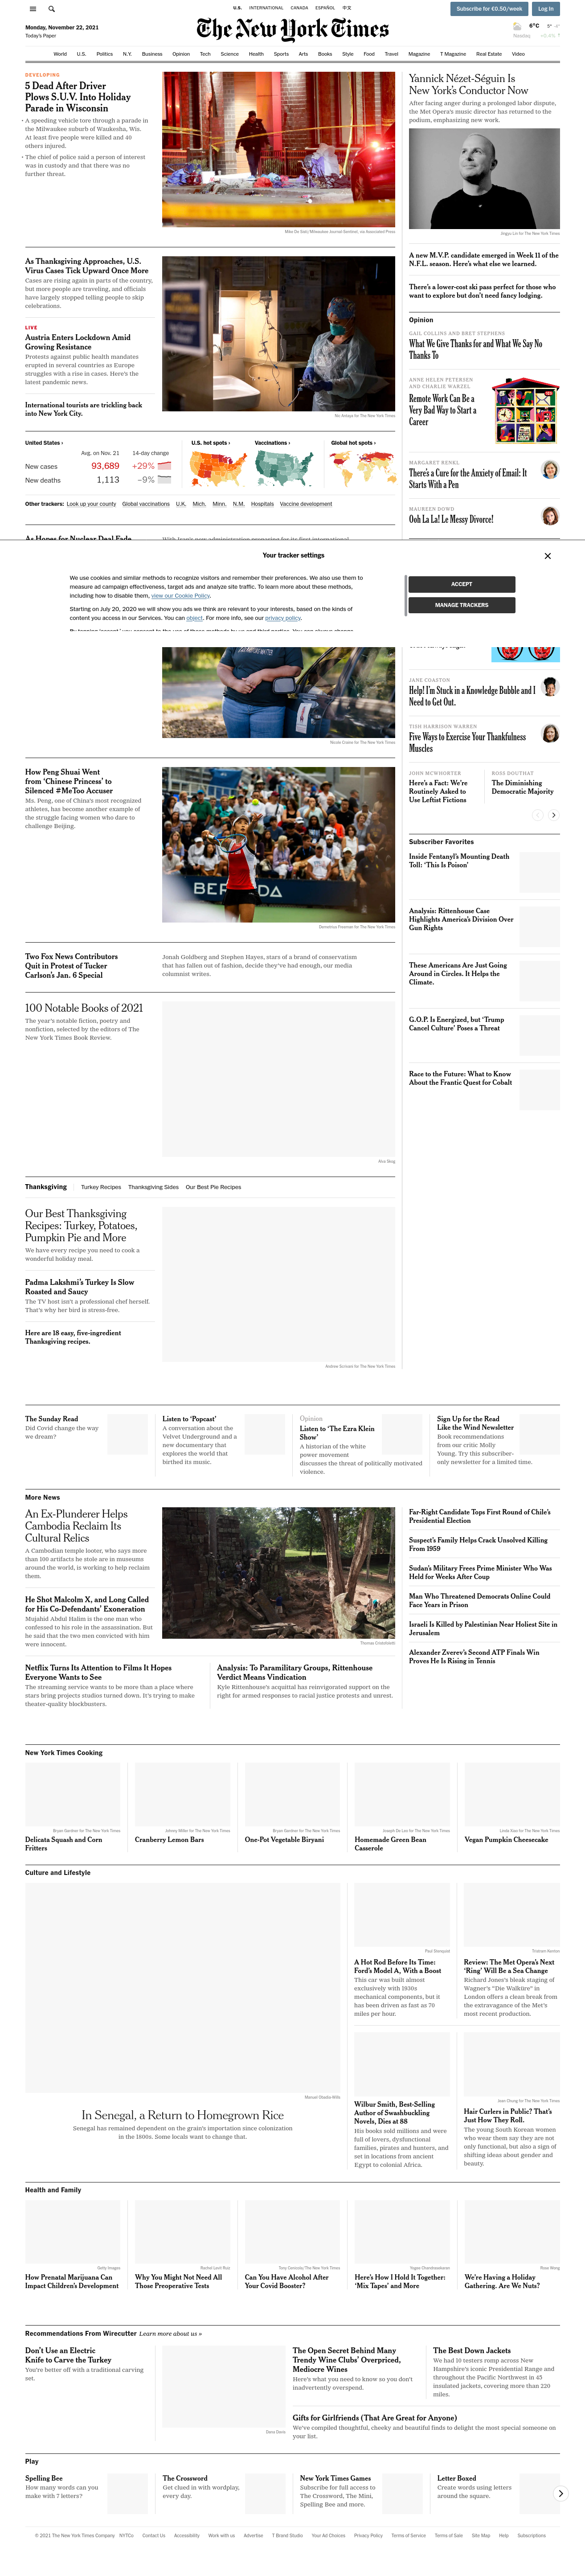 U.S. INTERNATIONAL CANADA ESPAÑOL 中文
Subscribe for €0.50/week
Log in
Monday, November 22, 2021
Today's Paper
The New York Times
6°C
World U.S. Politics N.Y. Business Opinion Tech Science Health Sports Arts Books Style Food Travel Magazine T Magazine Real Estate Video
DEVELOPING
5 Dead After Driver
Plows S.U.V. Into Holiday
Parade in Wisconsin
• A speeding vehicle tore through a parade in
the Milwaukee suburb of Waukesha, Wis.
At least five people were killed and 40
others injured.
• The chief of police said a person of interest
was in custody and that there was no
further threat.
Mike De Sisti/Milwaukee Journal-Sentinel, via Associated Press
As Thanksgiving Approaches, U.S.
Virus Cases Tick Upward Once More
Cases are rising again in parts of the country,
but more people are traveling, and officials
have largely stopped telling people to skip
celebrations.
LIVE
Austria Enters Lockdown Amid
Growing Resistance
Protests against public health mandates
erupted in several countries as Europe
struggles with a rise in cases. Here's the
latest pandemic news.
International tourists are trickling back
into New York City.
Nic Antaya for The New York Times
United States ›
Avg. on Nov. 21 14-day change
New cases 93,689 +29%
New deaths 1,113 –9%
U.S. hot spots ›
Vaccinations ›
Global hot spots ›
Other trackers: Look up your county Global vaccinations U.K. Mich. Minn. N.M. Hospitals Vaccine development
As Hopes for Nuclear Deal Fade
With Iran's new administration preparing for its first international
Yannick Nézet-Séguin Is
New York's Conductor Now
After facing anger during a prolonged labor dispute,
the Met Opera's music director has returned to the
podium, emphasizing new work.
Jingyu Lin for The New York Times
A new M.V.P. candidate emerged in Week 11 of the
N.F.L. season. Here's what else we learned.
There's a lower-cost ski pass perfect for those who
want to explore but don't need fancy lodging.
Opinion
GAIL COLLINS AND BRET STEPHENS
What We Give Thanks for and What We Say No
Thanks To
ANNE HELEN PETERSEN
AND CHARLIE WARZEL
Remote Work Can Be a
Very Bad Way to Start a
Career
MARGARET RENKL
There's a Cure for the Anxiety of Email: It
Starts With a Pen
MAUREEN DOWD
Ooh La La! Le Messy Divorce!
Your tracker settings
We use cookies and similar methods to recognize visitors and remember their preferences. We also use them to
measure ad campaign effectiveness, target ads and analyze site traffic. To learn more about these methods,
including how to disable them, view our Cookie Policy.
Starting on July 20, 2020 we will show you ads we think are relevant to your interests, based on the kinds of
content you access in our Services. You can object. For more info, see our privacy policy.
ACCEPT
MANAGE TRACKERS
Nicole Craine for The New York Times
JANE COASTON
Help! I'm Stuck in a Knowledge Bubble and I
Need to Get Out.
TISH HARRISON WARREN
Five Ways to Exercise Your Thankfulness
Muscles
JOHN MCWHORTER
Here's a Fact: We're
Routinely Asked to
Use Leftist Fictions
ROSS DOUTHAT
The Diminishing
Democratic Majority
How Peng Shuai Went
from 'Chinese Princess' to
Silenced #MeToo Accuser
Ms. Peng, one of China's most recognized
athletes, has become another example of
the struggle facing women who dare to
challenge Beijing.
BERMUDA
Demetrius Freeman for The New York Times
Two Fox News Contributors
Quit in Protest of Tucker
Carlson's Jan. 6 Special
Jonah Goldberg and Stephen Hayes, stars of a brand of conservatism
that has fallen out of fashion, decide they've had enough, our media
columnist writes.
100 Notable Books of 2021
The year's notable fiction, poetry and
nonfiction, selected by the editors of The
New York Times Book Review.
Subscriber Favorites
Inside Fentanyl's Mounting Death
Toll: 'This Is Poison'
Analysis: Rittenhouse Case
Highlights America's Division Over
Gun Rights
These Americans Are Just Going
Around in Circles. It Helps the
Climate.
G.O.P. Is Energized, but 'Trump
Cancel Culture' Poses a Threat
Race to the Future: What to Know
About the Frantic Quest for Cobalt
Thanksgiving Turkey Recipes Thanksgiving Sides Our Best Pie Recipes
Our Best Thanksgiving
Recipes: Turkey, Potatoes,
Pumpkin Pie and More
We have every recipe you need to cook a
wonderful holiday meal.
Padma Lakshmi's Turkey Is Slow
Roasted and Saucy
The TV host isn't a professional chef herself.
That's why her bird is stress-free.
Here are 18 easy, five-ingredient
Thanksgiving recipes.
Andrew Scrivani for The New York Times
The Sunday Read
Did Covid change the way
we dream?
Listen to 'Popcast'
A conversation about the
Velvet Underground and a
new documentary that
explores the world that
birthed its music.
Opinion
Listen to 'The Ezra Klein
Show'
A historian of the white
power movement
discusses the threat of politically motivated
violence.
Sign Up for the Read
Like the Wind Newsletter
Book recommendations
from our critic Molly
Young. Try this subscriber-
only newsletter for a limited time.
More News
An Ex-Plunderer Helps
Cambodia Reclaim Its
Cultural Relics
A Cambodian temple looter, who says more
than 100 artifacts he stole are in museums
around the world, is working to help reclaim
them.
He Shot Malcolm X, and Long Called
for His Co-Defendants' Exoneration
Mujahid Abdul Halim is the one man who
confessed to his role in the assassination. But
he said that the two men convicted with him
were innocent.
Thomas Cristofoletti
Netflix Turns Its Attention to Films It Hopes
Everyone Wants to See
The streaming service wants to be more than a place where
stars bring projects studios turned down. It's trying to make
theater-quality blockbusters.
Analysis: To Paramilitary Groups, Rittenhouse
Verdict Means Vindication
Kyle Rittenhouse's acquittal has reinvigorated support on the
right for armed responses to racial justice protests and unrest.
Far-Right Candidate Tops First Round of Chile's
Presidential Election
Suspect's Family Helps Crack Unsolved Killing
From 1959
Sudan's Military Frees Prime Minister Who Was
Held for Weeks After Coup
Man Who Threatened Democrats Online Could
Face Years in Prison
Israeli Is Killed by Palestinian Near Holiest Site in
Jerusalem
Alexander Zverev's Second ATP Finals Win
Proves He Is Rising in Tennis
New York Times Cooking
Bryan Gardner for The New York Times
Delicata Squash and Corn
Fritters
Johnny Miller for The New York Times
Cranberry Lemon Bars
Bryan Gardner for The New York Times
One-Pot Vegetable Biryani
Joseph De Leo for The New York Times
Homemade Green Bean
Casserole
Linda Xiao for The New York Times
Vegan Pumpkin Cheesecake
Culture and Lifestyle
In Senegal, a Return to Homegrown Rice
Senegal has remained dependent on the grain's importation since colonization
in the 1800s. Some locals want to change that.
A Hot Rod Before Its Time:
Ford's Model A, With a Boost
This car was built almost
exclusively with 1930s
mechanical components, but it
has been driven as fast as 70
miles per hour.
Review: The Met Opera's Next
'Ring' Will Be a Sea Change
Richard Jones's bleak staging of
Wagner's "Die Walküre" in
London offers a clean break from
the extravagance of the Met's
most recent production.
Wilbur Smith, Best-Selling
Author of Swashbuckling
Novels, Dies at 88
His books sold millions and were
full of lovers, dysfunctional
families, pirates and hunters, and
set in locations from ancient
Egypt to colonial Africa.
Jean Chung for The New York Times
Hair Curlers in Public? That's
Just How They Roll.
The young South Korean women
who wear them say they are not
only functional, but also a sign of
shifting ideas about gender and
beauty.
Health and Family
Getty Images
How Prenatal Marijuana Can
Impact Children's Development
Why You Might Not Need All
Those Preoperative Tests
Tony Cenicola/The New York Times
Can You Have Alcohol After
Your Covid Booster?
Here's How I Hold It Together:
'Mix Tapes' and More
Rose Wong
We're Having a Holiday
Gathering. Are We Nuts?
Recommendations From Wirecutter Learn more about us »
Don't Use an Electric
Knife to Carve the Turkey
You're better off with a traditional carving
set.
Dana Davis
The Open Secret Behind Many
Trendy Wine Clubs' Overpriced,
Mediocre Wines
Here's what you need to know so you don't
inadvertently overspend.
The Best Down Jackets
We had 10 testers romp across New
Hampshire's iconic Presidential Range and
throughout the Pacific Northwest in 45
insulated jackets, covering more than 220
miles.
Gifts for Girlfriends (That Are Great for Anyone)
We've compiled thoughtful, cheeky and beautiful finds to delight the most special someone on
your list.
Play
Spelling Bee
How many words can you
make with 7 letters?
The Crossword
Get clued in with wordplay,
every day.
New York Times Games
Subscribe for full access to
The Crossword, The Mini,
Spelling Bee and more.
Letter Boxed
Create words using letters
around the square.
© 2021 The New York Times Company NYTCo Contact Us Accessibility Work with us Advertise T Brand Studio Your Ad Choices Privacy Policy Terms of Service Terms of Sale Site Map Help Subscriptions